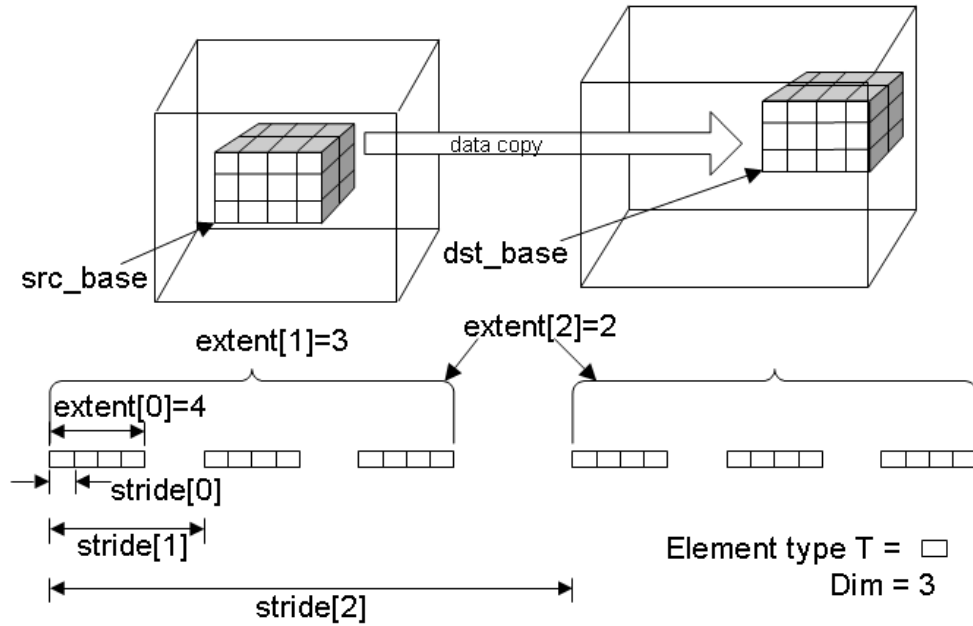 data copy
src_base
dst_base
extent[1]=3
extent[2]=2
extent[0]=4
stride[0]
stride[1]
stride[2]
Element type T =
Dim = 3